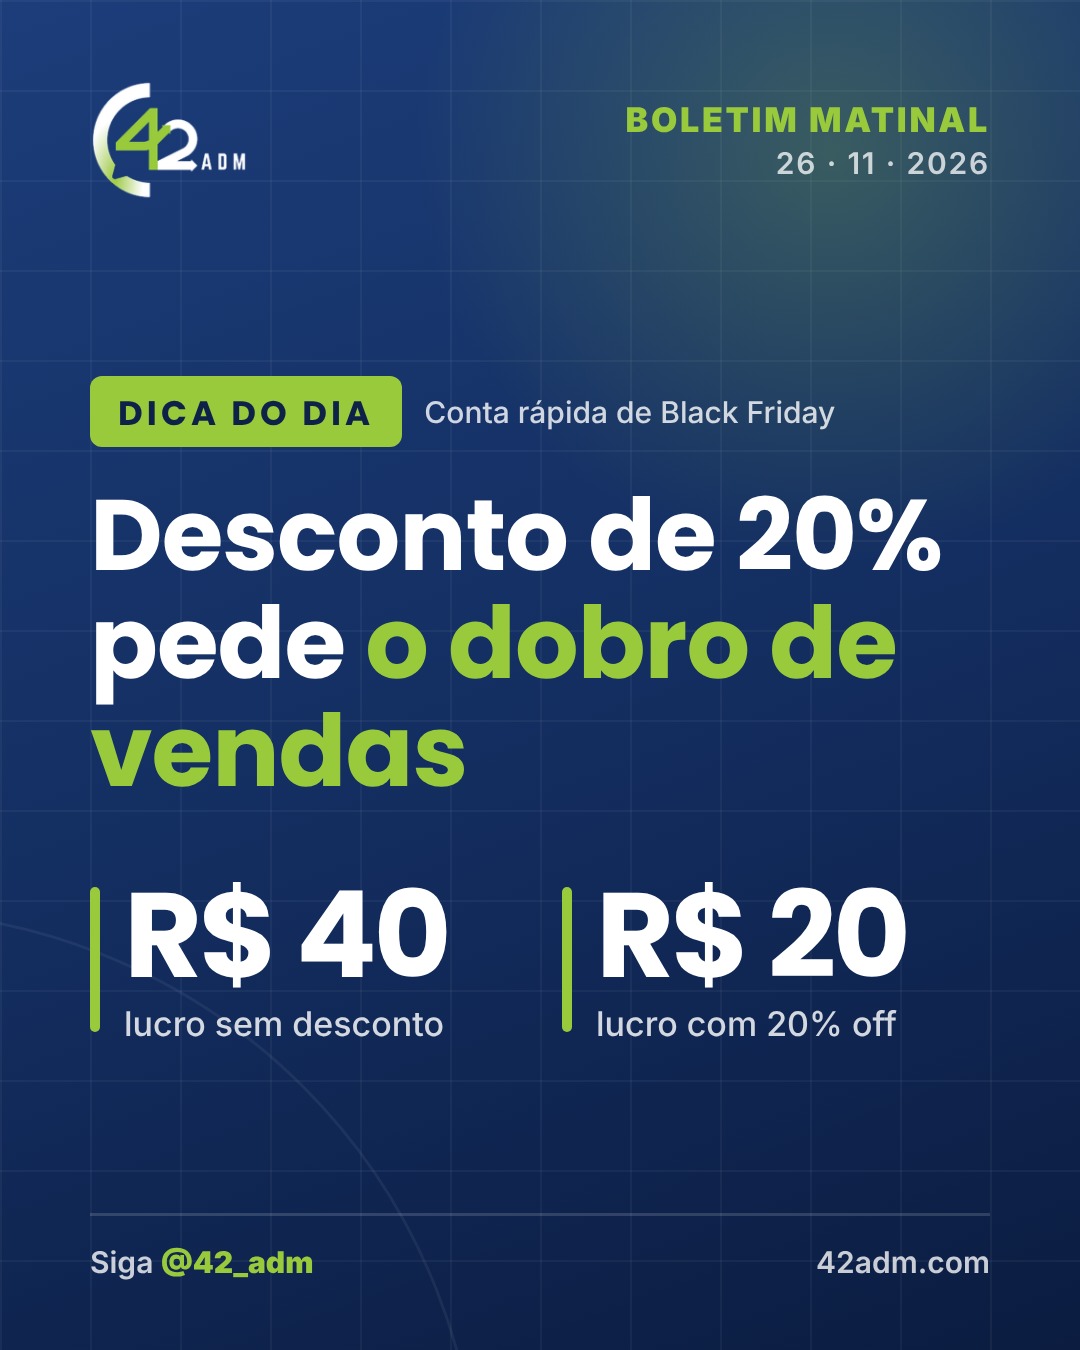 42 ADM
BOLETIM MATINAL
26 · 11 · 2026
DICA DO DIA
Conta rápida de Black Friday
Desconto de 20%
pede o dobro de
vendas
R$ 40
lucro sem desconto
R$ 20
lucro com 20% off
Siga @42_adm
42adm.com